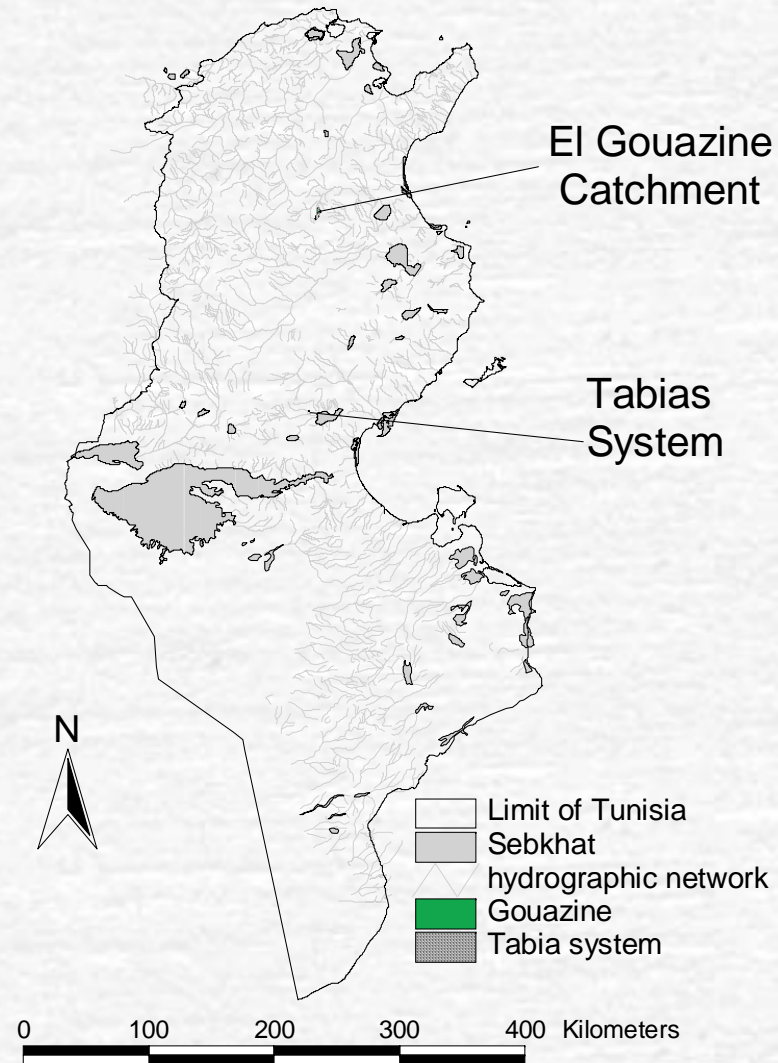 El Gouazine
Catchment
Tabias
System
N
Limit of Tunisia
Sebkhat
hydrographic network
Gouazine
Tabia system
0 100 200 300 400 Kilometers